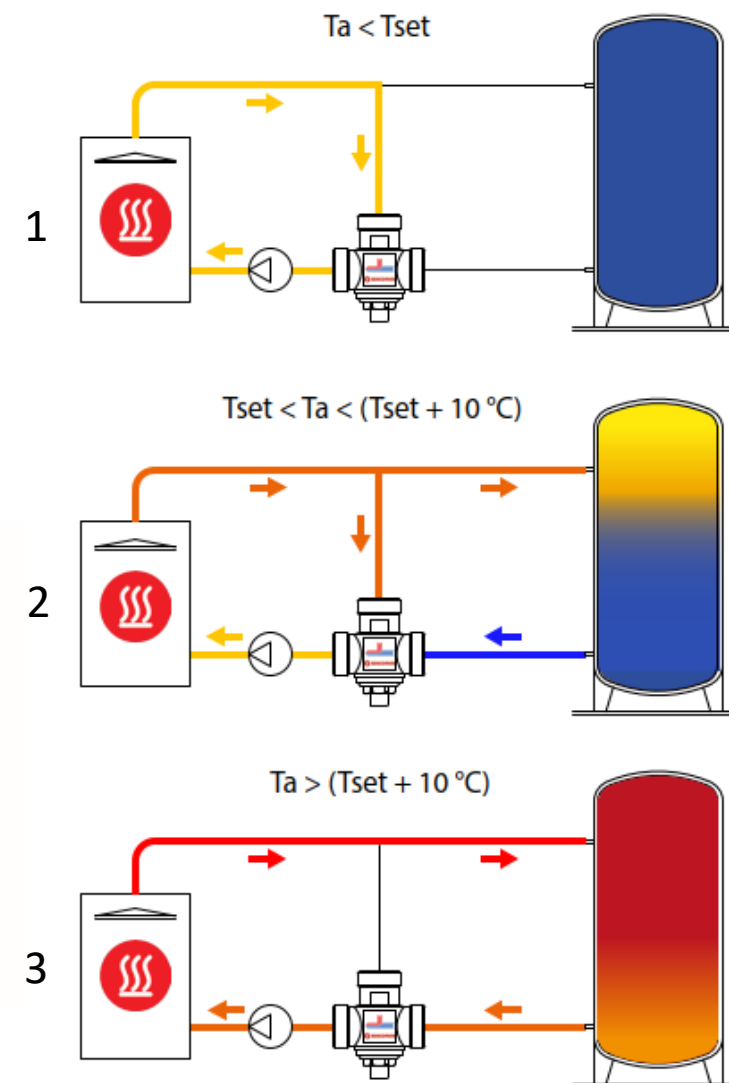 Ta < Tset
1
Tset < Ta < (Tset + 10 °C)
2
Ta > (Tset + 10 °C)
3